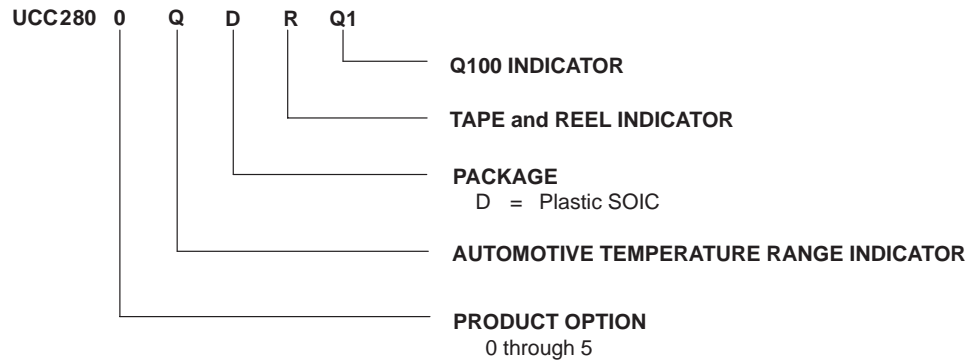 UCC280 0 Q D R Q1
Q100 INDICATOR
TAPE and REEL INDICATOR
PACKAGE
D = Plastic SOIC
AUTOMOTIVE TEMPERATURE RANGE INDICATOR
PRODUCT OPTION
0 through 5